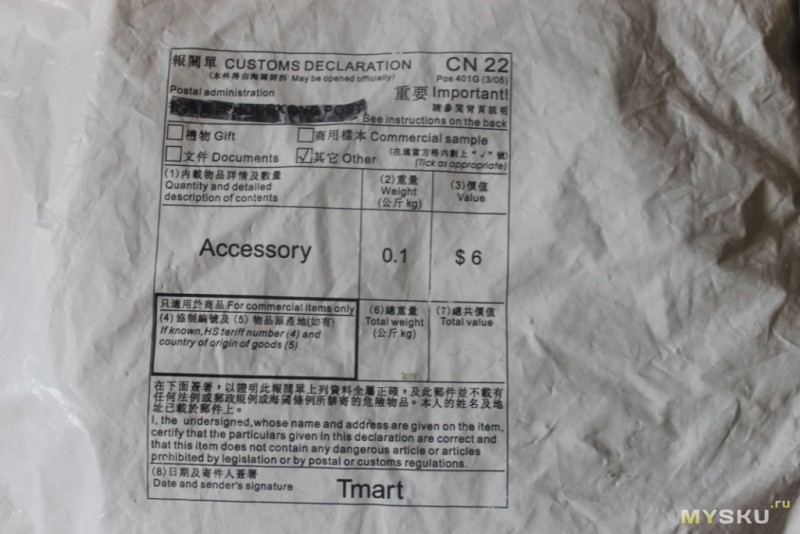 報關單 CUSTOMS DECLARATION CN 22
(本件得由海關開拆 May be opened officially) Pos 401G (3/05)
Postal administration 重要 Important!
HONG KONG POST 請參閱背頁說明
See instructions on the back
禮物 Gift 商用樣本 Commercial sample
文件 Documents ✓ 其它 Other (在適當方格內劃上"✓"號)
(Tick as appropriate)
(1)內載物品詳情及數量 (2)重量 (3)價值
Quantity and detailed Weight Value
description of contents (公斤 kg)
Accessory 0.1 $ 6
只適用於商品 For commercial items only (6)總重量 (7)總共價值
(4)協制編號及 (5)物品原產地(如有) Total weight Total value
If known, HS tariff number (4) and (公斤 kg)
country of origin of goods (5)
在下面簽署，以證明此報關單上列資料全屬正確，及此郵件並不載有
任何法例或郵政規例或海關條例所禁寄的危險物品。本人的姓名及地
址已載於郵件上。
I, the undersigned, whose name and address are given on the item,
certify that the particulars given in this declaration are correct and
that this item does not contain any dangerous article or articles
prohibited by legislation or by postal or customs regulations.
(8)日期及寄件人簽署
Date and sender's signature Tmart
MYSKU.ru